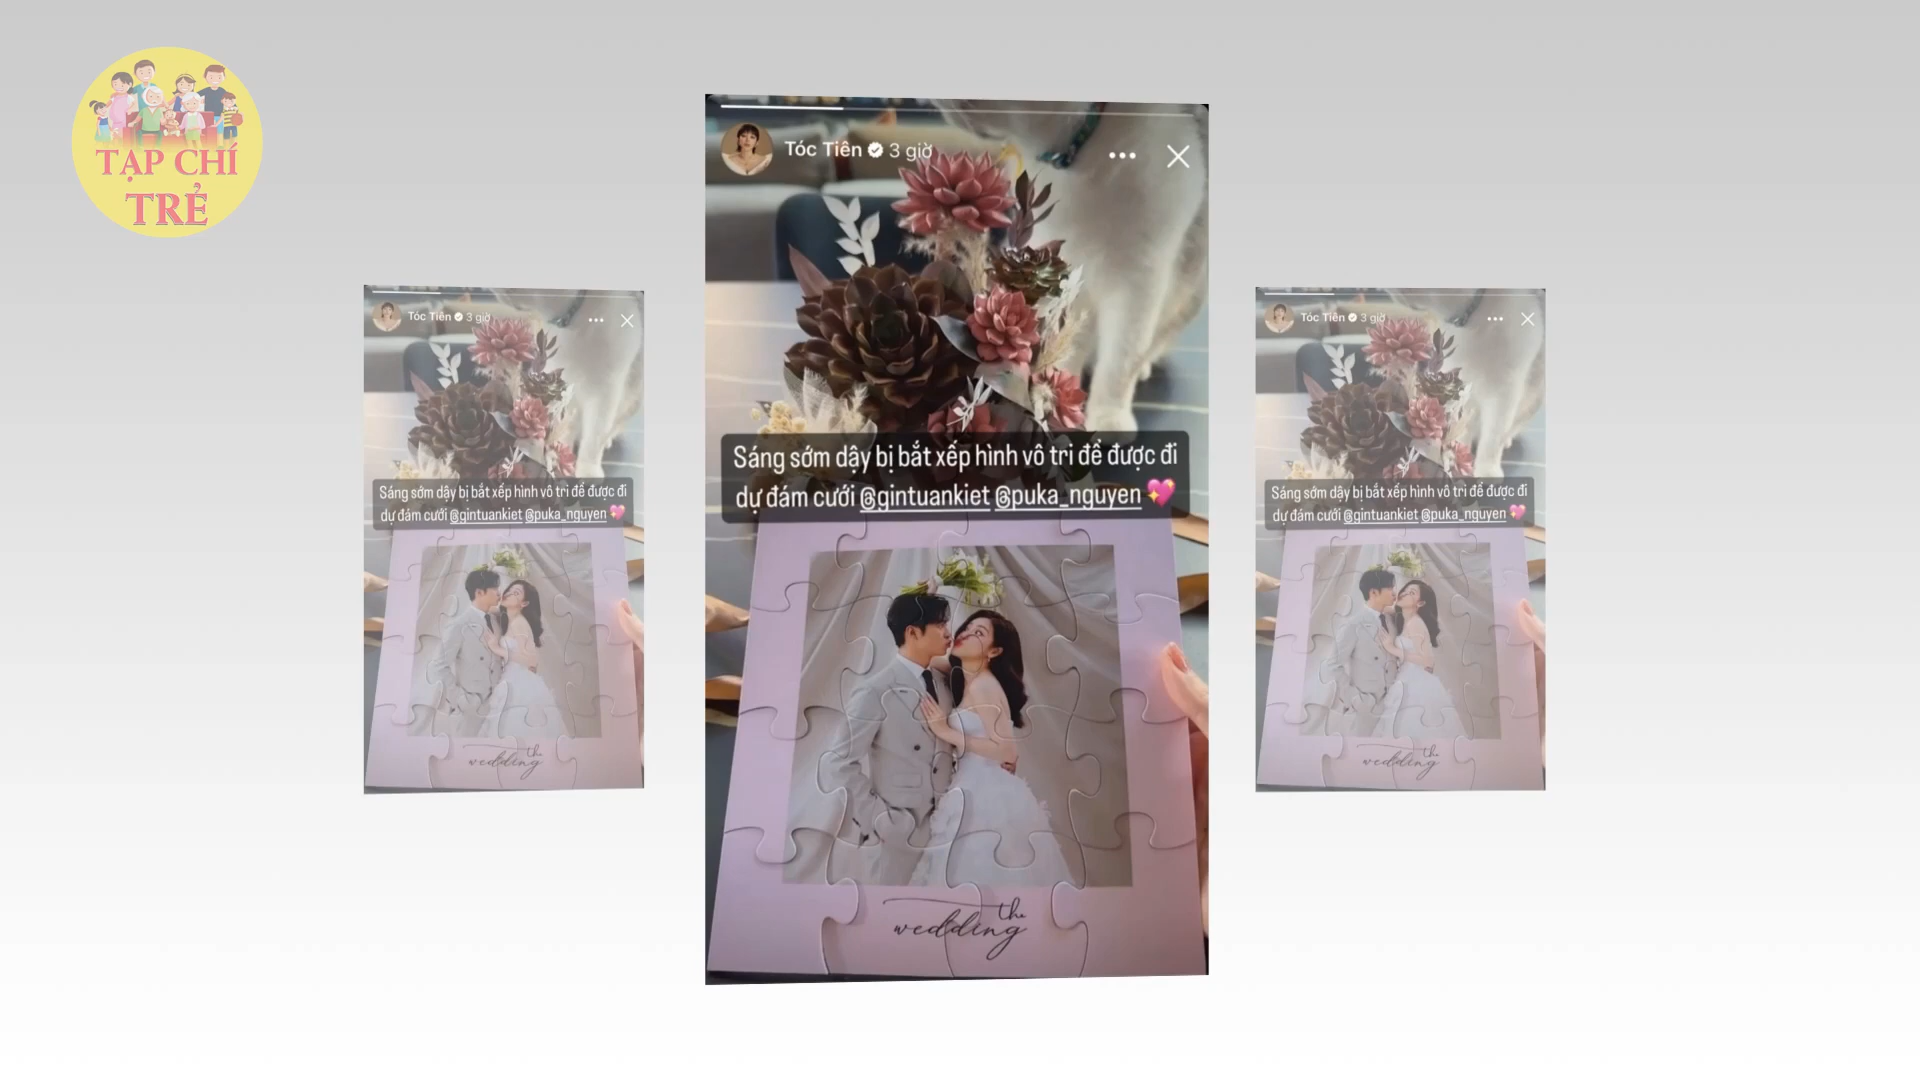 TẠP CHÍ
TRẺ
Tóc Tiên 3 giờ
Sáng sớm dậy bị bắt xếp hình vô tri để được đi
dự đám cưới @gintuankiet @puka_nguyen 💖
the
wedding
Tóc Tiên 3 giờ
Sáng sớm dậy bị bắt xếp hình vô tri để được đi
dự đám cưới @gintuankiet @puka_nguyen 💖
the
wedding
Tóc Tiên 3 giờ
Sáng sớm dậy bị bắt xếp hình vô tri để được đi
dự đám cưới @gintuankiet @puka_nguyen 💖
the
wedding